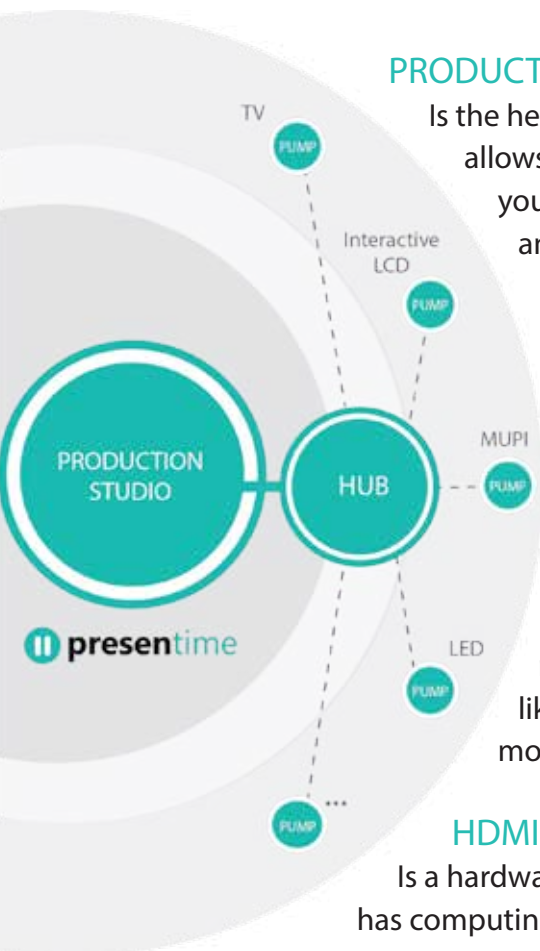 PRODUCT
Is the he
allows
you
an
TV
PUMP
Interactive
LCD
PUMP
PRODUCTION
STUDIO
HUB
MUPI
PUMP
presentime
LED
PUMP
lik
mo
PUMP
...
HDMI
Is a hardwa
has computin